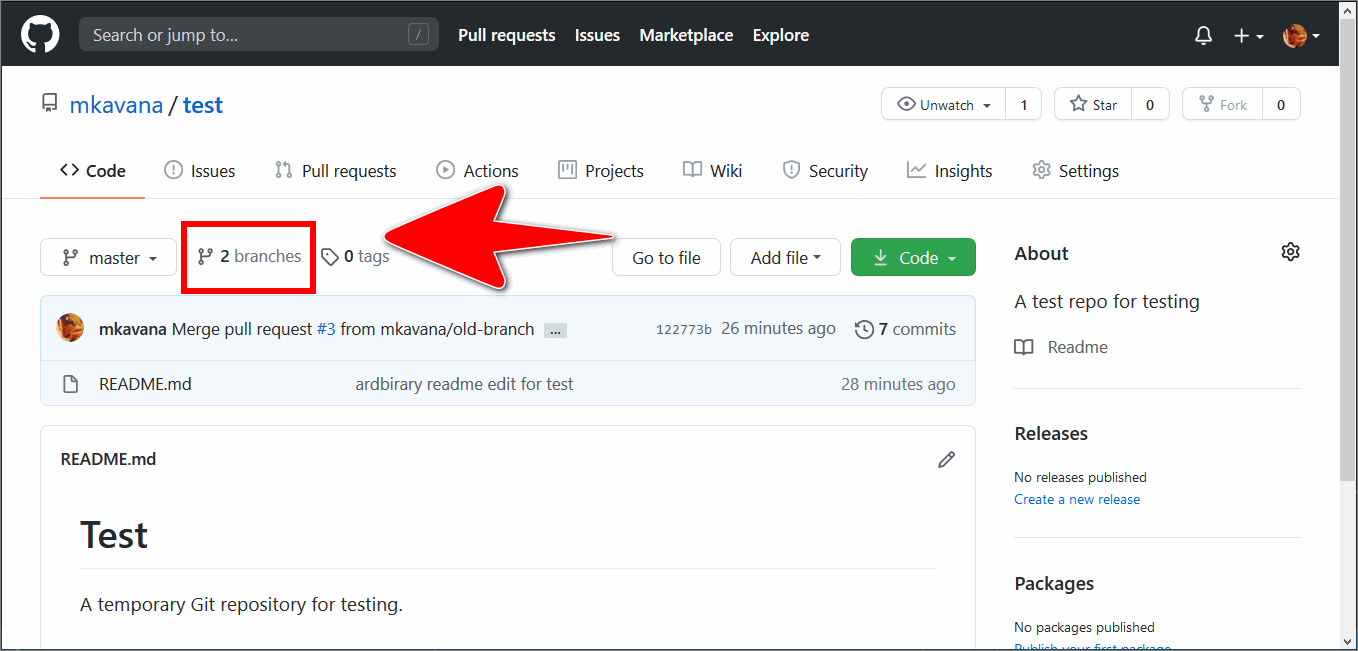 Search or jump to... / Pull requests Issues Marketplace Explore
mkavana / test Unwatch 1 Star 0 Fork 0
Code Issues Pull requests Actions Projects Wiki Security Insights Settings
master 2 branches 0 tags Go to file Add file Code
About
A test repo for testing
Readme
mkavana Merge pull request #3 from mkavana/old-branch ... 122773b 26 minutes ago 7 commits
README.md ardbirary readme edit for test 28 minutes ago
README.md
Test
A temporary Git repository for testing.
Releases
No releases published
Create a new release
Packages
No packages published
Publish your first package